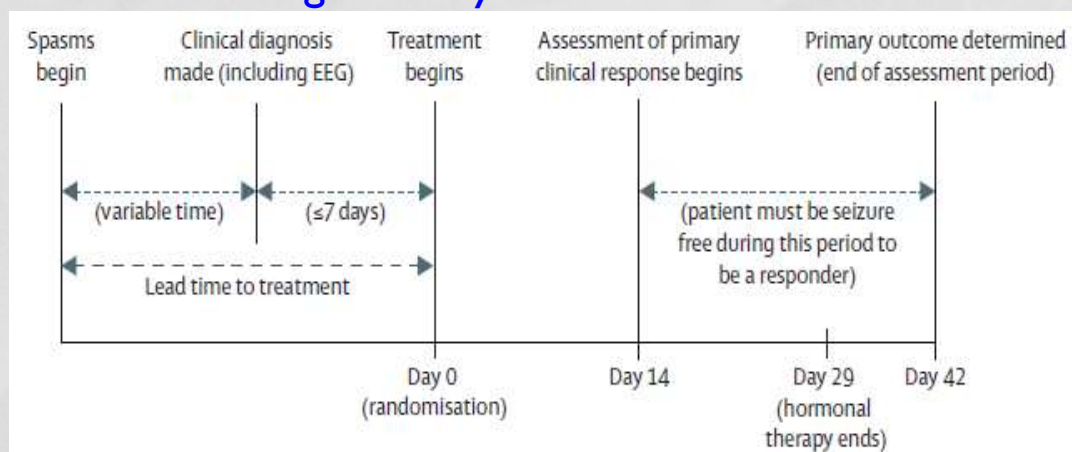 Spasms
begin
Clinical diagnosis
made (including EEG)
Treatment
begins
Assessment of primary
clinical response begins
Primary outcome determined
(end of assessment period)
(variable time)
(≤7 days)
(patient must be seizure
free during this period to
be a responder)
Lead time to treatment
Day 0
(randomisation)
Day 14
Day 29
(hormonal
therapy ends)
Day 42